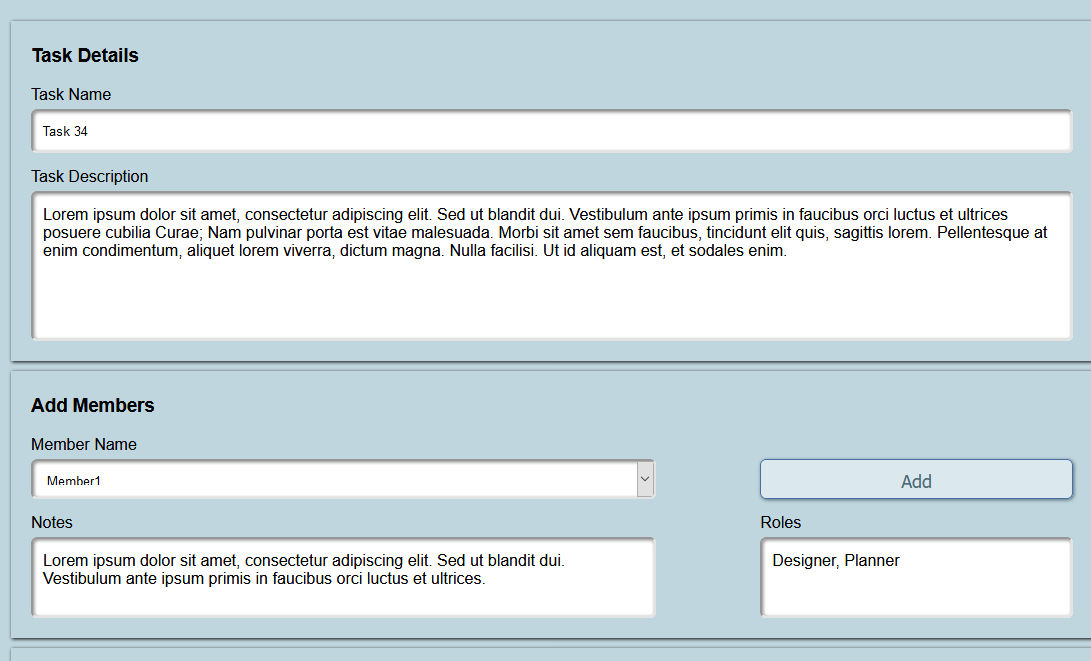 Task Details
Task Name
Task 34
Task Description
Lorem ipsum dolor sit amet, consectetur adipiscing elit. Sed ut blandit dui. Vestibulum ante ipsum primis in faucibus orci luctus et ultrices
posuere cubilia Curae; Nam pulvinar porta est vitae malesuada. Morbi sit amet sem faucibus, tincidunt elit quis, sagittis lorem. Pellentesque at
enim condimentum, aliquet lorem viverra, dictum magna. Nulla facilisi. Ut id aliquam est, et sodales enim.
Add Members
Member Name
Member1
Add
Notes
Roles
Lorem ipsum dolor sit amet, consectetur adipiscing elit. Sed ut blandit dui.
Vestibulum ante ipsum primis in faucibus orci luctus et ultrices.
Designer, Planner